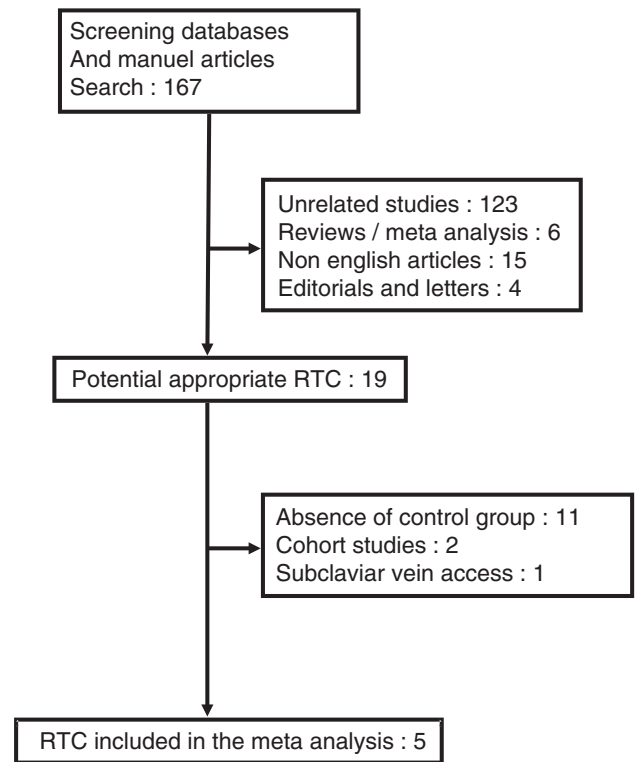 Screening databases
And manuel articles
Search : 167
Unrelated studies : 123
Reviews / meta analysis : 6
Non english articles : 15
Editorials and letters : 4
Potential appropriate RTC : 19
Absence of control group : 11
Cohort studies : 2
Subclaviar vein access : 1
RTC included in the meta analysis : 5